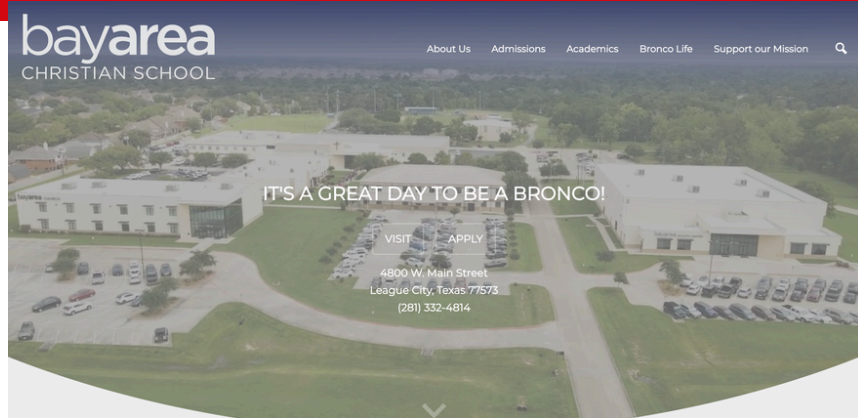 bayarea
CHRISTIAN SCHOOL
About Us Admissions Academics Bronco Life Support our Mission
IT'S A GREAT DAY TO BE A BRONCO!
VISIT APPLY
4800 W. Main Street
League City, Texas 77573
(281) 332-4814
bayarea